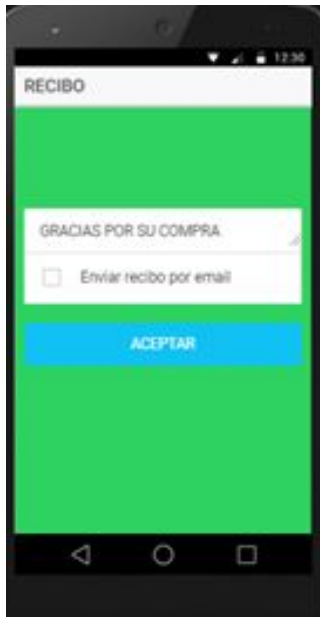 12:30
RECIBO
GRACIAS POR SU COMPRA
Enviar recibo por email
ACEPTAR